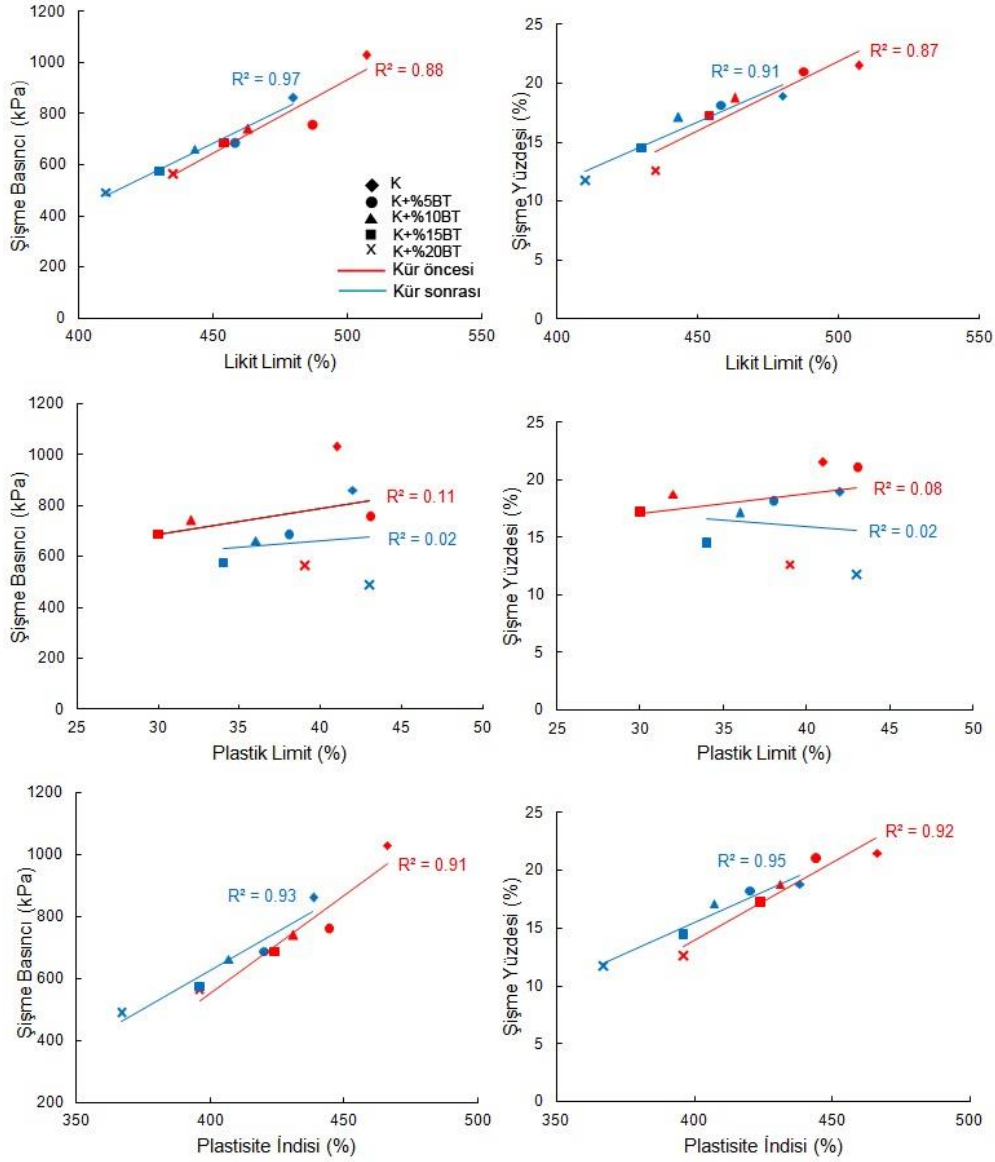 1200
1000
800
600
400
200
0
Şişme Basıncı (kPa)
R² = 0.97
R² = 0.88
K
K+%5BT
K+%10BT
K+%15BT
K+%20BT
Kür öncesi
Kür sonrası
400 450 500 550
Likit Limit (%)
25
20
15
10
5
0
Şişme Yüzdesi (%)
R² = 0.91
R² = 0.87
400 450 500 550
Likit Limit (%)
1200
1000
800
600
400
200
0
Şişme Basıncı (kPa)
R² = 0.11
R² = 0.02
25 30 35 40 45 50
Plastik Limit (%)
25
20
15
10
5
0
Şişme Yüzdesi (%)
R² = 0.08
R² = 0.02
25 30 35 40 45 50
Plastik Limit (%)
1200
1000
800
600
400
200
Şişme Basıncı (kPa)
R² = 0.93
R² = 0.91
350 400 450 500
Plastisite İndisi (%)
25
20
15
10
5
0
Şişme Yüzdesi (%)
R² = 0.95
R² = 0.92
350 400 450 500
Plastisite İndisi (%)